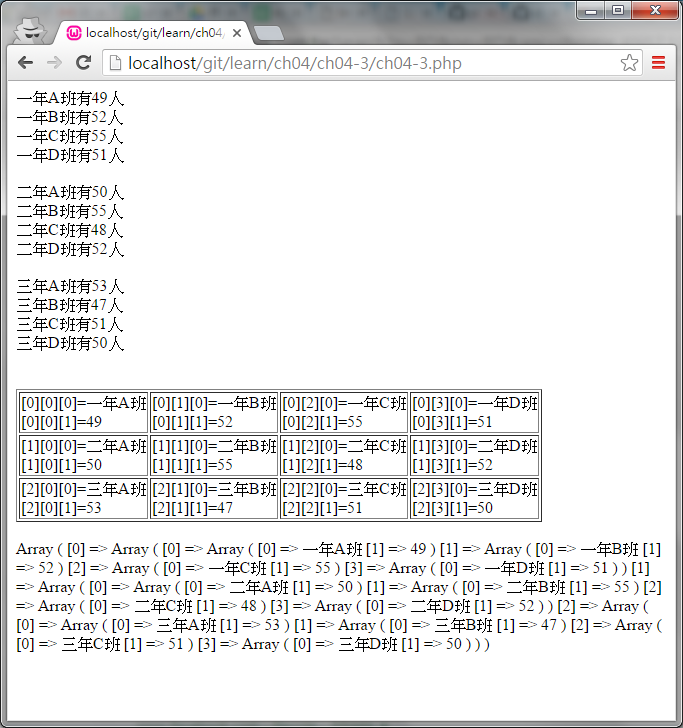 localhost/git/learn/ch04/
localhost/git/learn/ch04/ch04-3/ch04-3.php
一年A班有49人
一年B班有52人
一年C班有55人
一年D班有51人
二年A班有50人
二年B班有55人
二年C班有48人
二年D班有52人
三年A班有53人
三年B班有47人
三年C班有51人
三年D班有50人
[0][0][0]=一年A班 [0][1][0]=一年B班 [0][2][0]=一年C班 [0][3][0]=一年D班
[0][0][1]=49 [0][1][1]=52 [0][2][1]=55 [0][3][1]=51
[1][0][0]=二年A班 [1][1][0]=二年B班 [1][2][0]=二年C班 [1][3][0]=二年D班
[1][0][1]=50 [1][1][1]=55 [1][2][1]=48 [1][3][1]=52
[2][0][0]=三年A班 [2][1][0]=三年B班 [2][2][0]=三年C班 [2][3][0]=三年D班
[2][0][1]=53 [2][1][1]=47 [2][2][1]=51 [2][3][1]=50
Array ( [0] => Array ( [0] => Array ( [0] => 一年A班 [1] => 49 ) [1] => Array ( [0] => 一年B班 [1]
=> 52 ) [2] => Array ( [0] => 一年C班 [1] => 55 ) [3] => Array ( [0] => 一年D班 [1] => 51 ) ) [1]
=> Array ( [0] => Array ( [0] => 二年A班 [1] => 50 ) [1] => Array ( [0] => 二年B班 [1] => 55 ) [2]
=> Array ( [0] => 二年C班 [1] => 48 ) [3] => Array ( [0] => 二年D班 [1] => 52 ) ) [2] => Array (
[0] => Array ( [0] => 三年A班 [1] => 53 ) [1] => Array ( [0] => 三年B班 [1] => 47 ) [2] => Array (
[0] => 三年C班 [1] => 51 ) [3] => Array ( [0] => 三年D班 [1] => 50 ) ) )